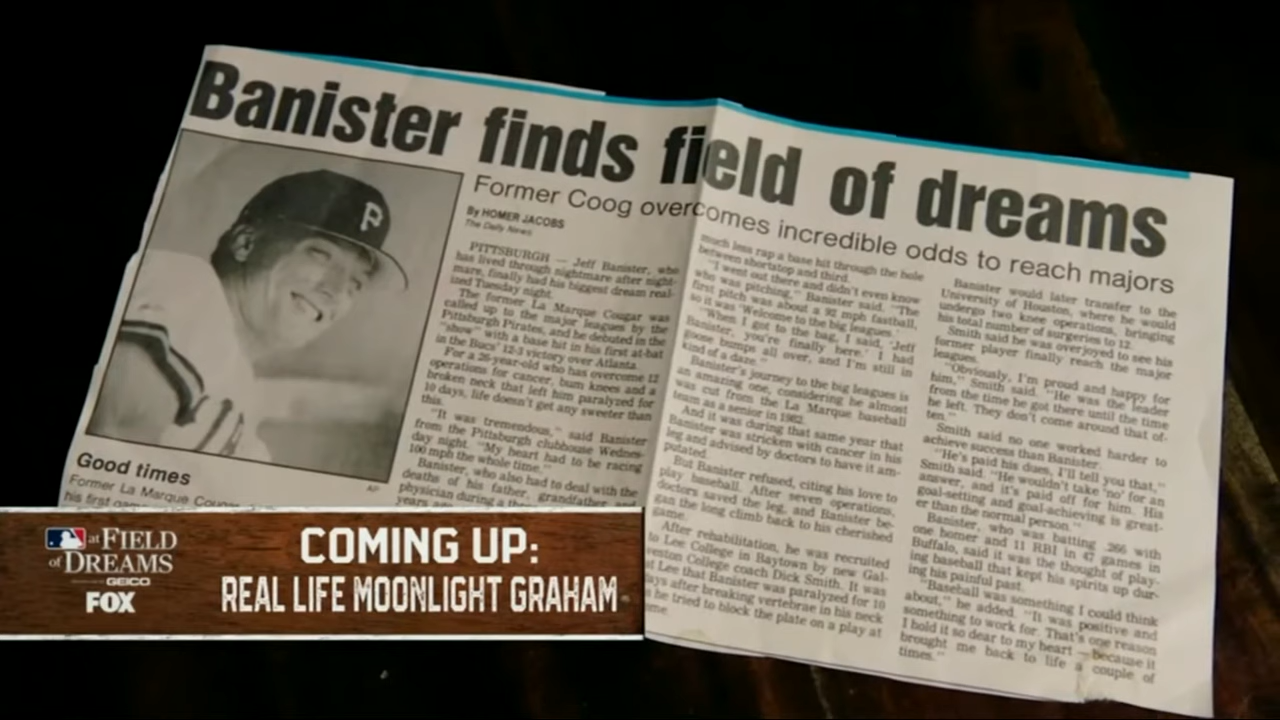 Banister finds field of dreams
Former Coog overcomes incredible odds to reach majors
By HOMER JACOBS
The Daily News
PITTSBURGH — Jeff Banister, who
has lived through nightmare after night-
mare, finally had his biggest dream real-
ized Tuesday night.
The former La Marque Cougar was
called up to the major leagues by the
Pittsburgh Pirates, and he debuted in the
"show" with a base hit in his first at-bat
in the Bucs' 12-3 victory over Atlanta.
For a 26-year-old who has overcome 12
operations for cancer, bum knees and a
broken neck that left him paralyzed for
10 days, life doesn't get any sweeter than
this.
"It was tremendous," said Banister
from the Pittsburgh clubhouse Wednes-
day night. "My heart had to be racing
100 mph the whole time."
Banister, who also had to deal with the
deaths of his father, grandfather and
physician during a
years
much less rap a base hit through the hole
between shortstop and third.
"I went out there and didn't even know
who was pitching," Banister said. "The
first pitch was about a 92 mph fastball,
so it was 'Welcome to the big leagues.'
"When I got to the bag, I said, 'Jeff
Banister, you're finally here.' I had
goose bumps all over, and I'm still in
kind of a daze."
Banister's journey to the big leagues is
an amazing one, considering he almost
was cut from the La Marque baseball
team as a senior in 1982.
And it was during that same year that
Banister was stricken with cancer in his
leg and advised by doctors to have it am-
putated.
But Banister refused, citing his love to
play baseball. After seven operations,
doctors saved the leg, and Banister be-
gan the long climb back to his cherished
game.
After rehabilitation, he was recruited
to Lee College in Baytown by new Gal-
veston College coach Dick Smith. It was
at Lee that Banister was paralyzed for 10
days after breaking vertebrae in his neck
as he tried to block the plate on a play at
Banister would later transfer to the
University of Houston, where he would
undergo two knee operations, bringing
his total number of surgeries to 12.
Smith said he was overjoyed to see his
former player finally reach the major
leagues.
"Obviously, I'm proud and happy for
him," Smith said. "He was the leader
from the time he got there until the time
he left. They don't come around that of-
ten."
Smith said no one worked harder to
achieve success than Banister.
"He's paid his dues, I'll tell you that,"
Smith said. "He wouldn't take 'no' for an
answer, and it's paid off for him. His
goal-setting and goal-achieving is great-
er than the normal person."
Banister, who was batting .266 with
one homer and 11 RBI in 47 games in
Buffalo, said it was the thought of play-
ing baseball that kept his spirits up dur-
ing his painful past.
"Baseball was something I could think
about," he added. "It was positive and
something to work for. That's one reason
I hold it so dear to my heart — because it
brought me back to life a couple of
times."
P
AP
Good times
Former La Marque Cougar
his first game
at FIELD
of DREAMS
GEICO
FOX
COMING UP:
REAL LIFE MOONLIGHT GRAHAM